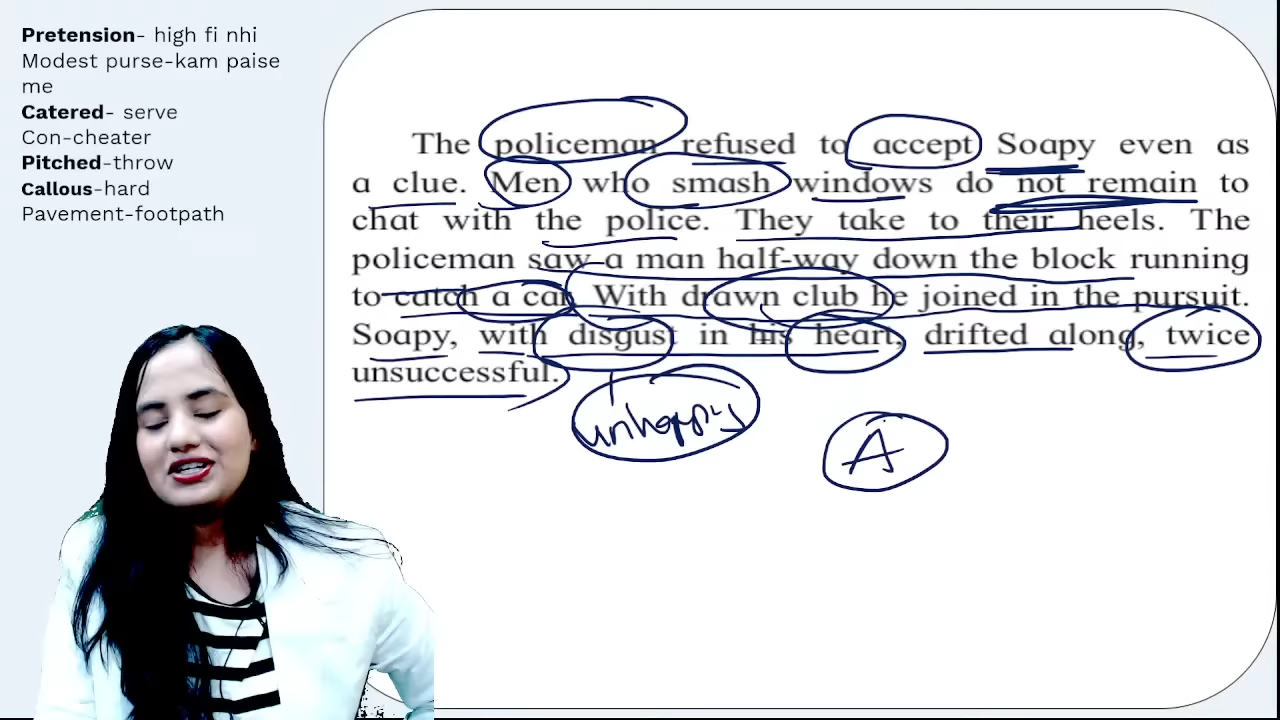 Pretension- high fi nhi
Modest purse-kam paise
me
Catered- serve
Con-cheater
Pitched-throw
Callous-hard
Pavement-footpath
The policeman refused to accept Soapy even as
a clue. Men who smash windows do not remain to
chat with the police. They take to their heels. The
policeman saw a man half-way down the block running
to catch a car. With drawn club he joined in the pursuit.
Soapy, with disgust in his heart, drifted along, twice
unsuccessful.
unhappy
A